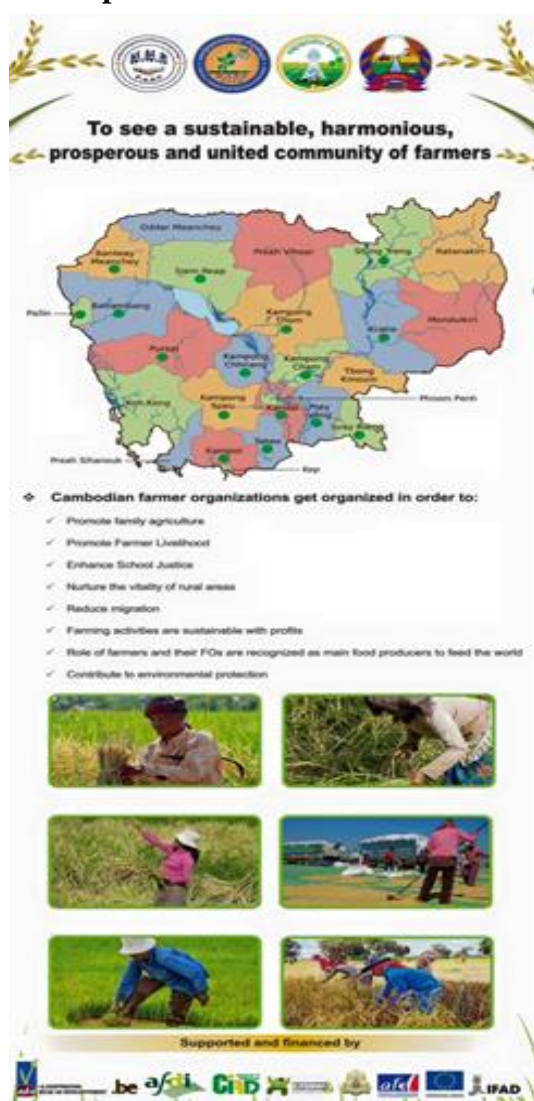 To see a sustainable, harmonious,
prosperous and united community of farmers
Oddar Meanchey
Banteay
Meanchey
Siem Reap
Preah Vihear
Stung Treng
Ratanakiri
Pailin
Battambang
Kampong
Thom
Kratie
Mondulkiri
Pursat
Kampong
Chhnang
Kampong
Cham
Tbong
Kmoum
Koh Kong
Kampong
Speu
Kandal
Prey
Veng
Phnom Penh
Svay Rieng
Preah Sihanouk
Kampot
Takeo
Kep
❖ Cambodian farmer organizations get organized in order to:
✓ Promote family agriculture
✓ Promote Farmer Livelihood
✓ Enhance School Justice
✓ Nurture the vitality of rural areas
✓ Reduce migration
✓ Farming activities are sustainable with profits
✓ Role of farmers and their FOs are recognized as main food producers to feed the world
✓ Contribute to environmental protection
Supported and financed by
.be afdi CIRD afd IFAD